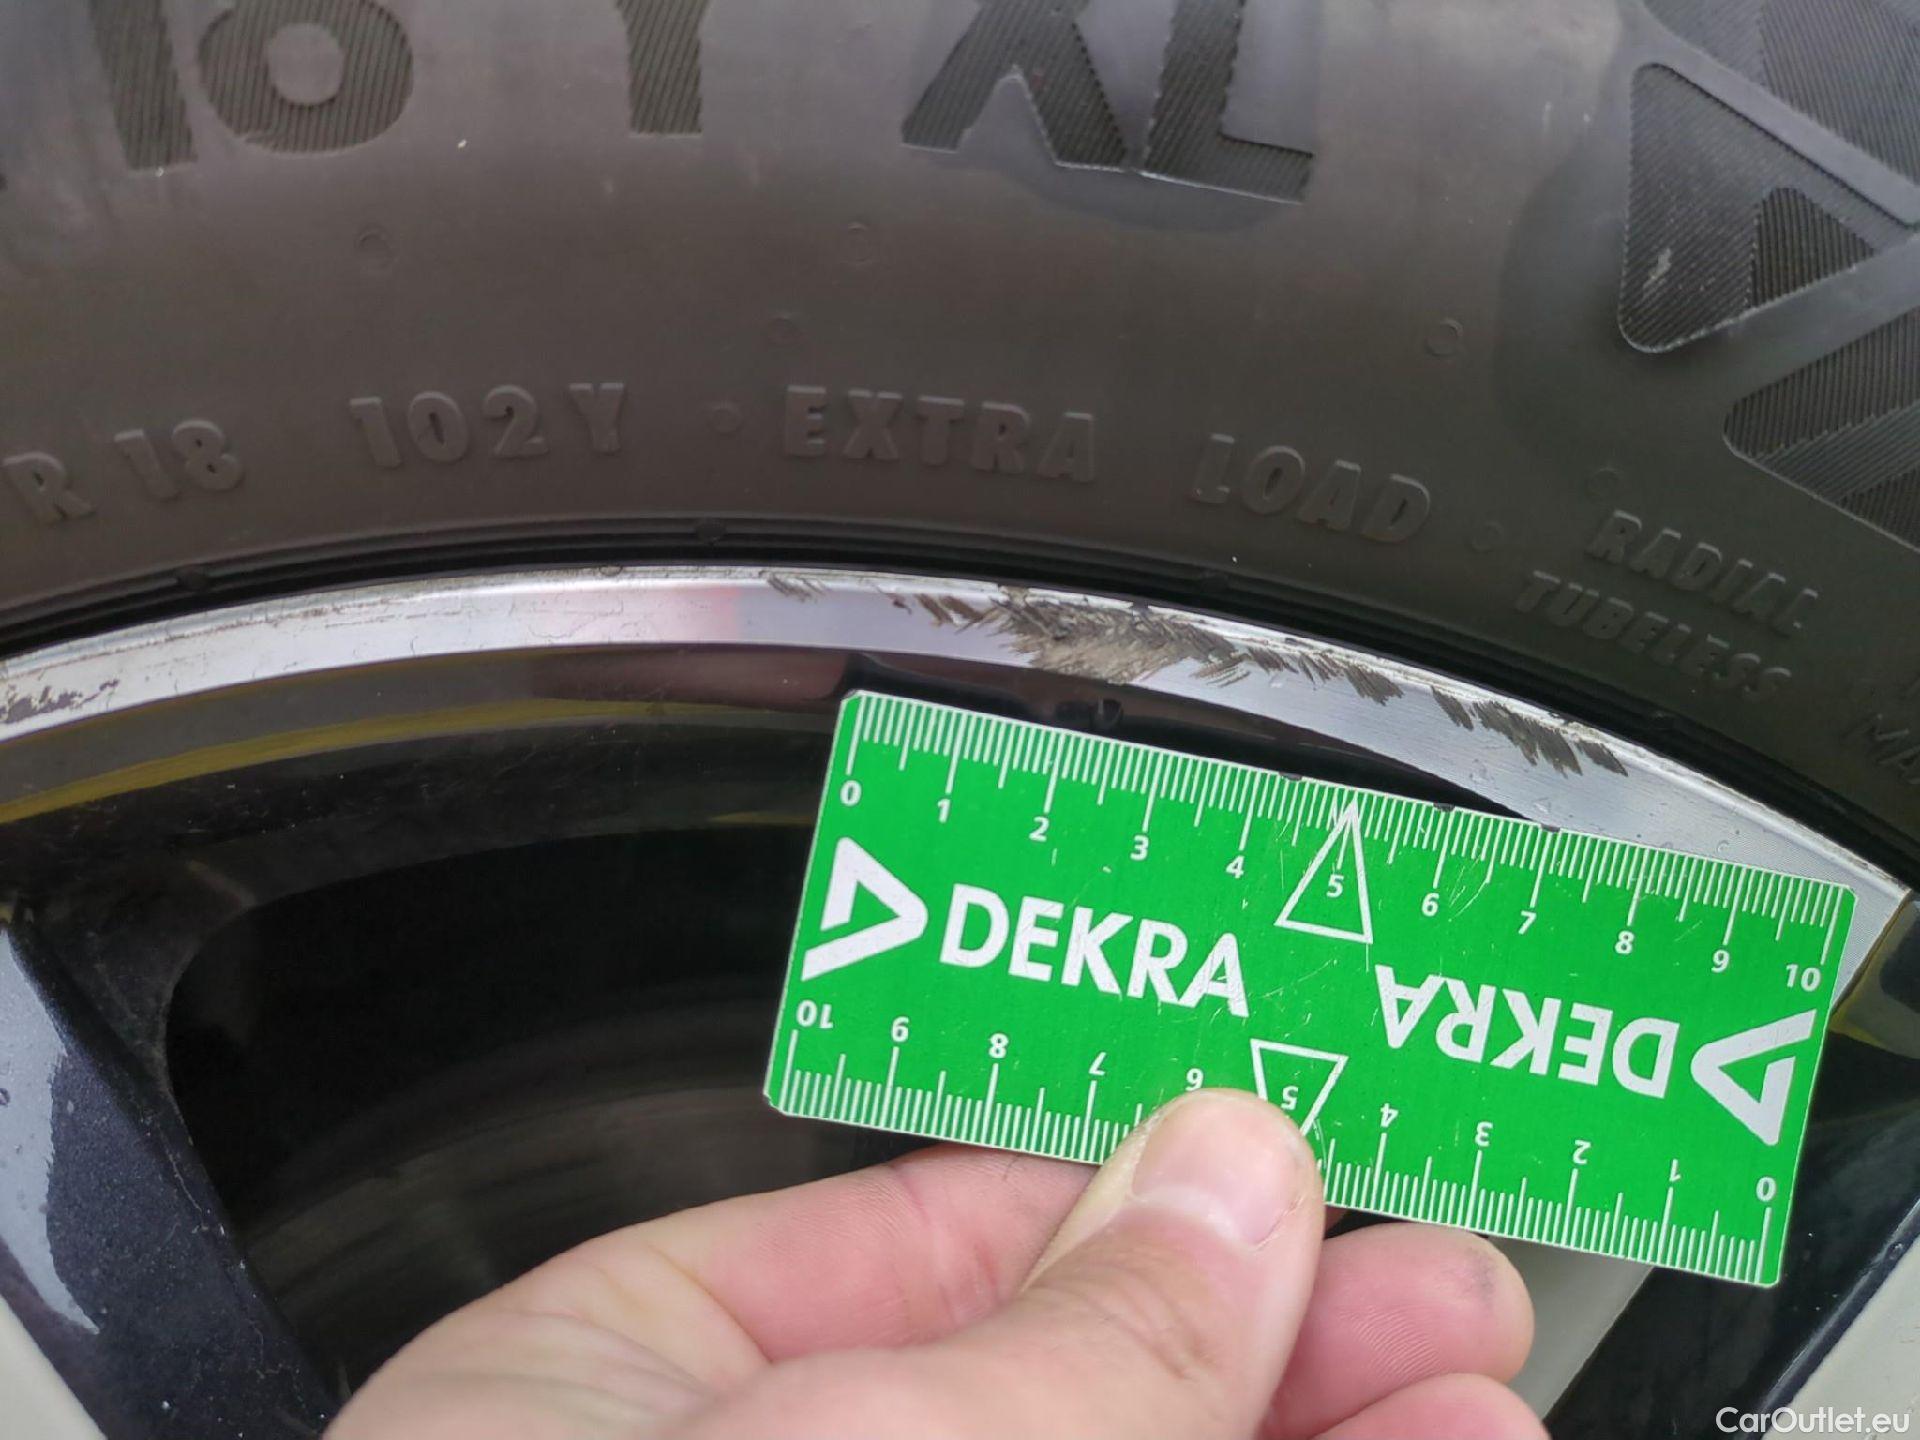 Y XL
R 18 102Y · EXTRA LOAD · RADIAL
TUBELESS
0 1 2 3 4 5 6 7 8 9 10
DEKRA
DEKRA
10 9 8 7 6 5 4 3 2 1 0
CarOutlet.eu